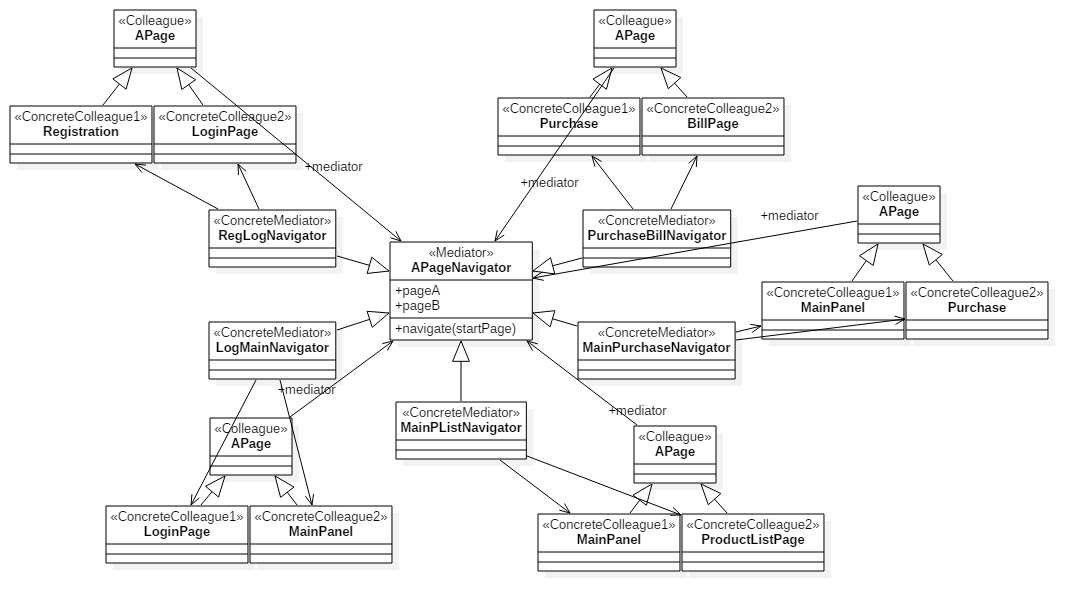 «Colleague»
APage
«ConcreteColleague1»
Registration
«ConcreteColleague2»
LoginPage
+mediator
«ConcreteMediator»
RegLogNavigator
«Colleague»
APage
«ConcreteColleague1»
Purchase
«ConcreteColleague2»
BillPage
+mediator
«ConcreteMediator»
PurchaseBillNavigator
«Colleague»
APage
+mediator
«ConcreteColleague1»
MainPanel
«ConcreteColleague2»
Purchase
«Mediator»
APageNavigator
+pageA
+pageB
+navigate(startPage)
«ConcreteMediator»
LogMainNavigator
«ConcreteMediator»
MainPurchaseNavigator
+mediator
«Colleague»
APage
«ConcreteColleague1»
LoginPage
«ConcreteColleague2»
MainPanel
«ConcreteMediator»
MainPListNavigator
+mediator
«Colleague»
APage
«ConcreteColleague1»
MainPanel
«ConcreteColleague2»
ProductListPage